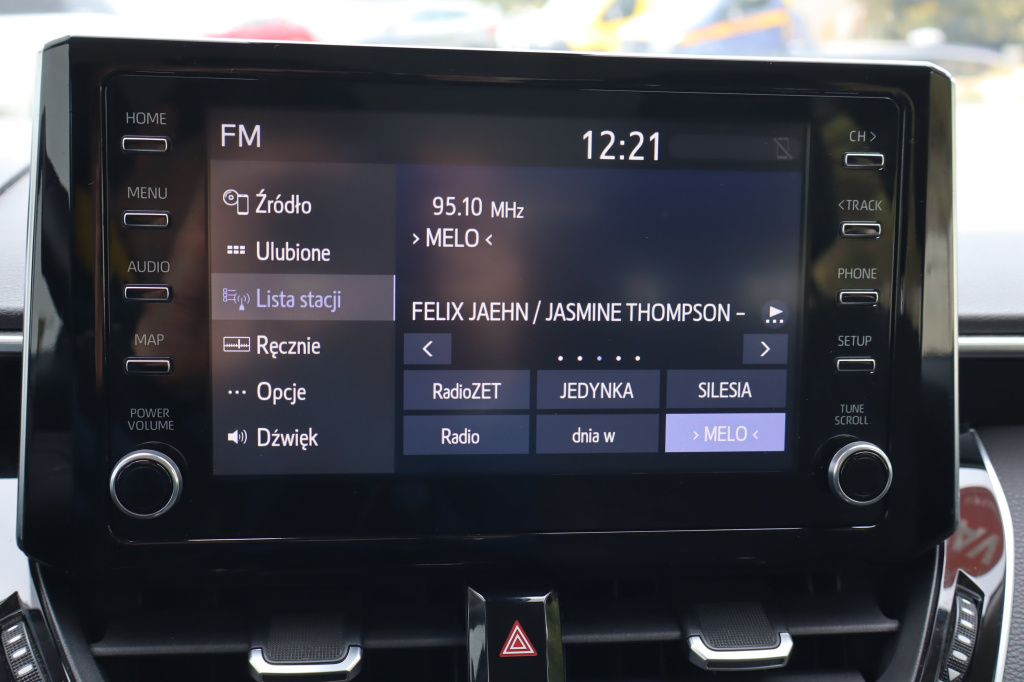 HOME
MENU
AUDIO
MAP
POWER
VOLUME
FM
12:21
Źródło
Ulubione
Lista stacji
Ręcznie
Opcje
Dźwięk
95.10 MHz
› MELO ‹
FELIX JAEHN / JASMINE THOMPSON -
RadioZET
JEDYNKA
SILESIA
Radio
dnia w
› MELO ‹
CH >
< TRACK
PHONE
SETUP
TUNE
SCROLL